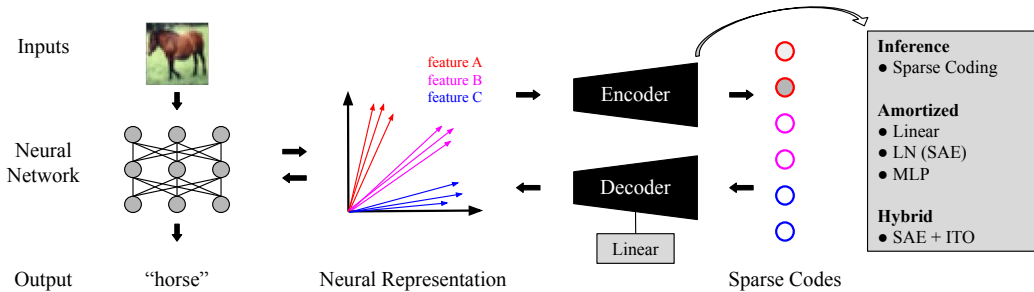 Inputs
Neural
Network
Output
“horse”
feature A
feature B
feature C
Neural Representation
Encoder
Decoder
Linear
Sparse Codes
Inference
● Sparse Coding
Amortized
● Linear
● LN (SAE)
● MLP
Hybrid
● SAE + ITO